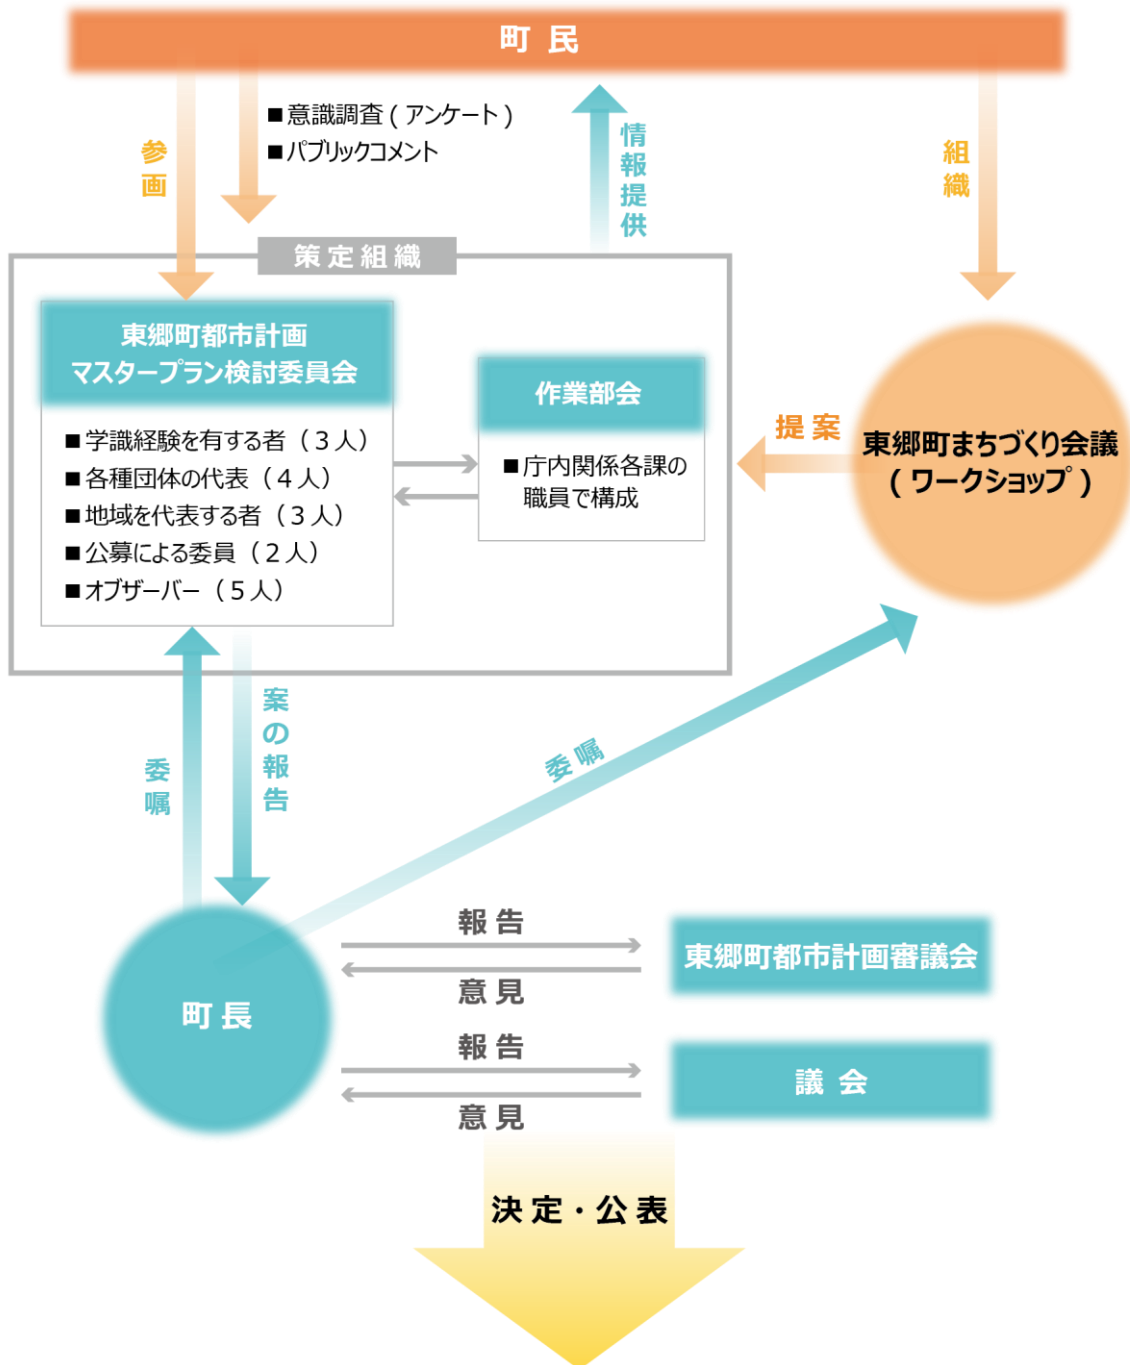 町民
■意識調査(アンケート)
■パブリックコメント
参画
情報提供
組織
策定組織
東郷町都市計画
マスタープラン検討委員会
■学識経験を有する者（3人）
■各種団体の代表（4人）
■地域を代表する者（3人）
■公募による委員（2人）
■オブザーバー（5人）
作業部会
■庁内関係各課の
職員で構成
提案
東郷町まちづくり会議
(ワークショップ)
委嘱
案の報告
委嘱
町長
報告
意見
東郷町都市計画審議会
報告
意見
議会
決定・公表